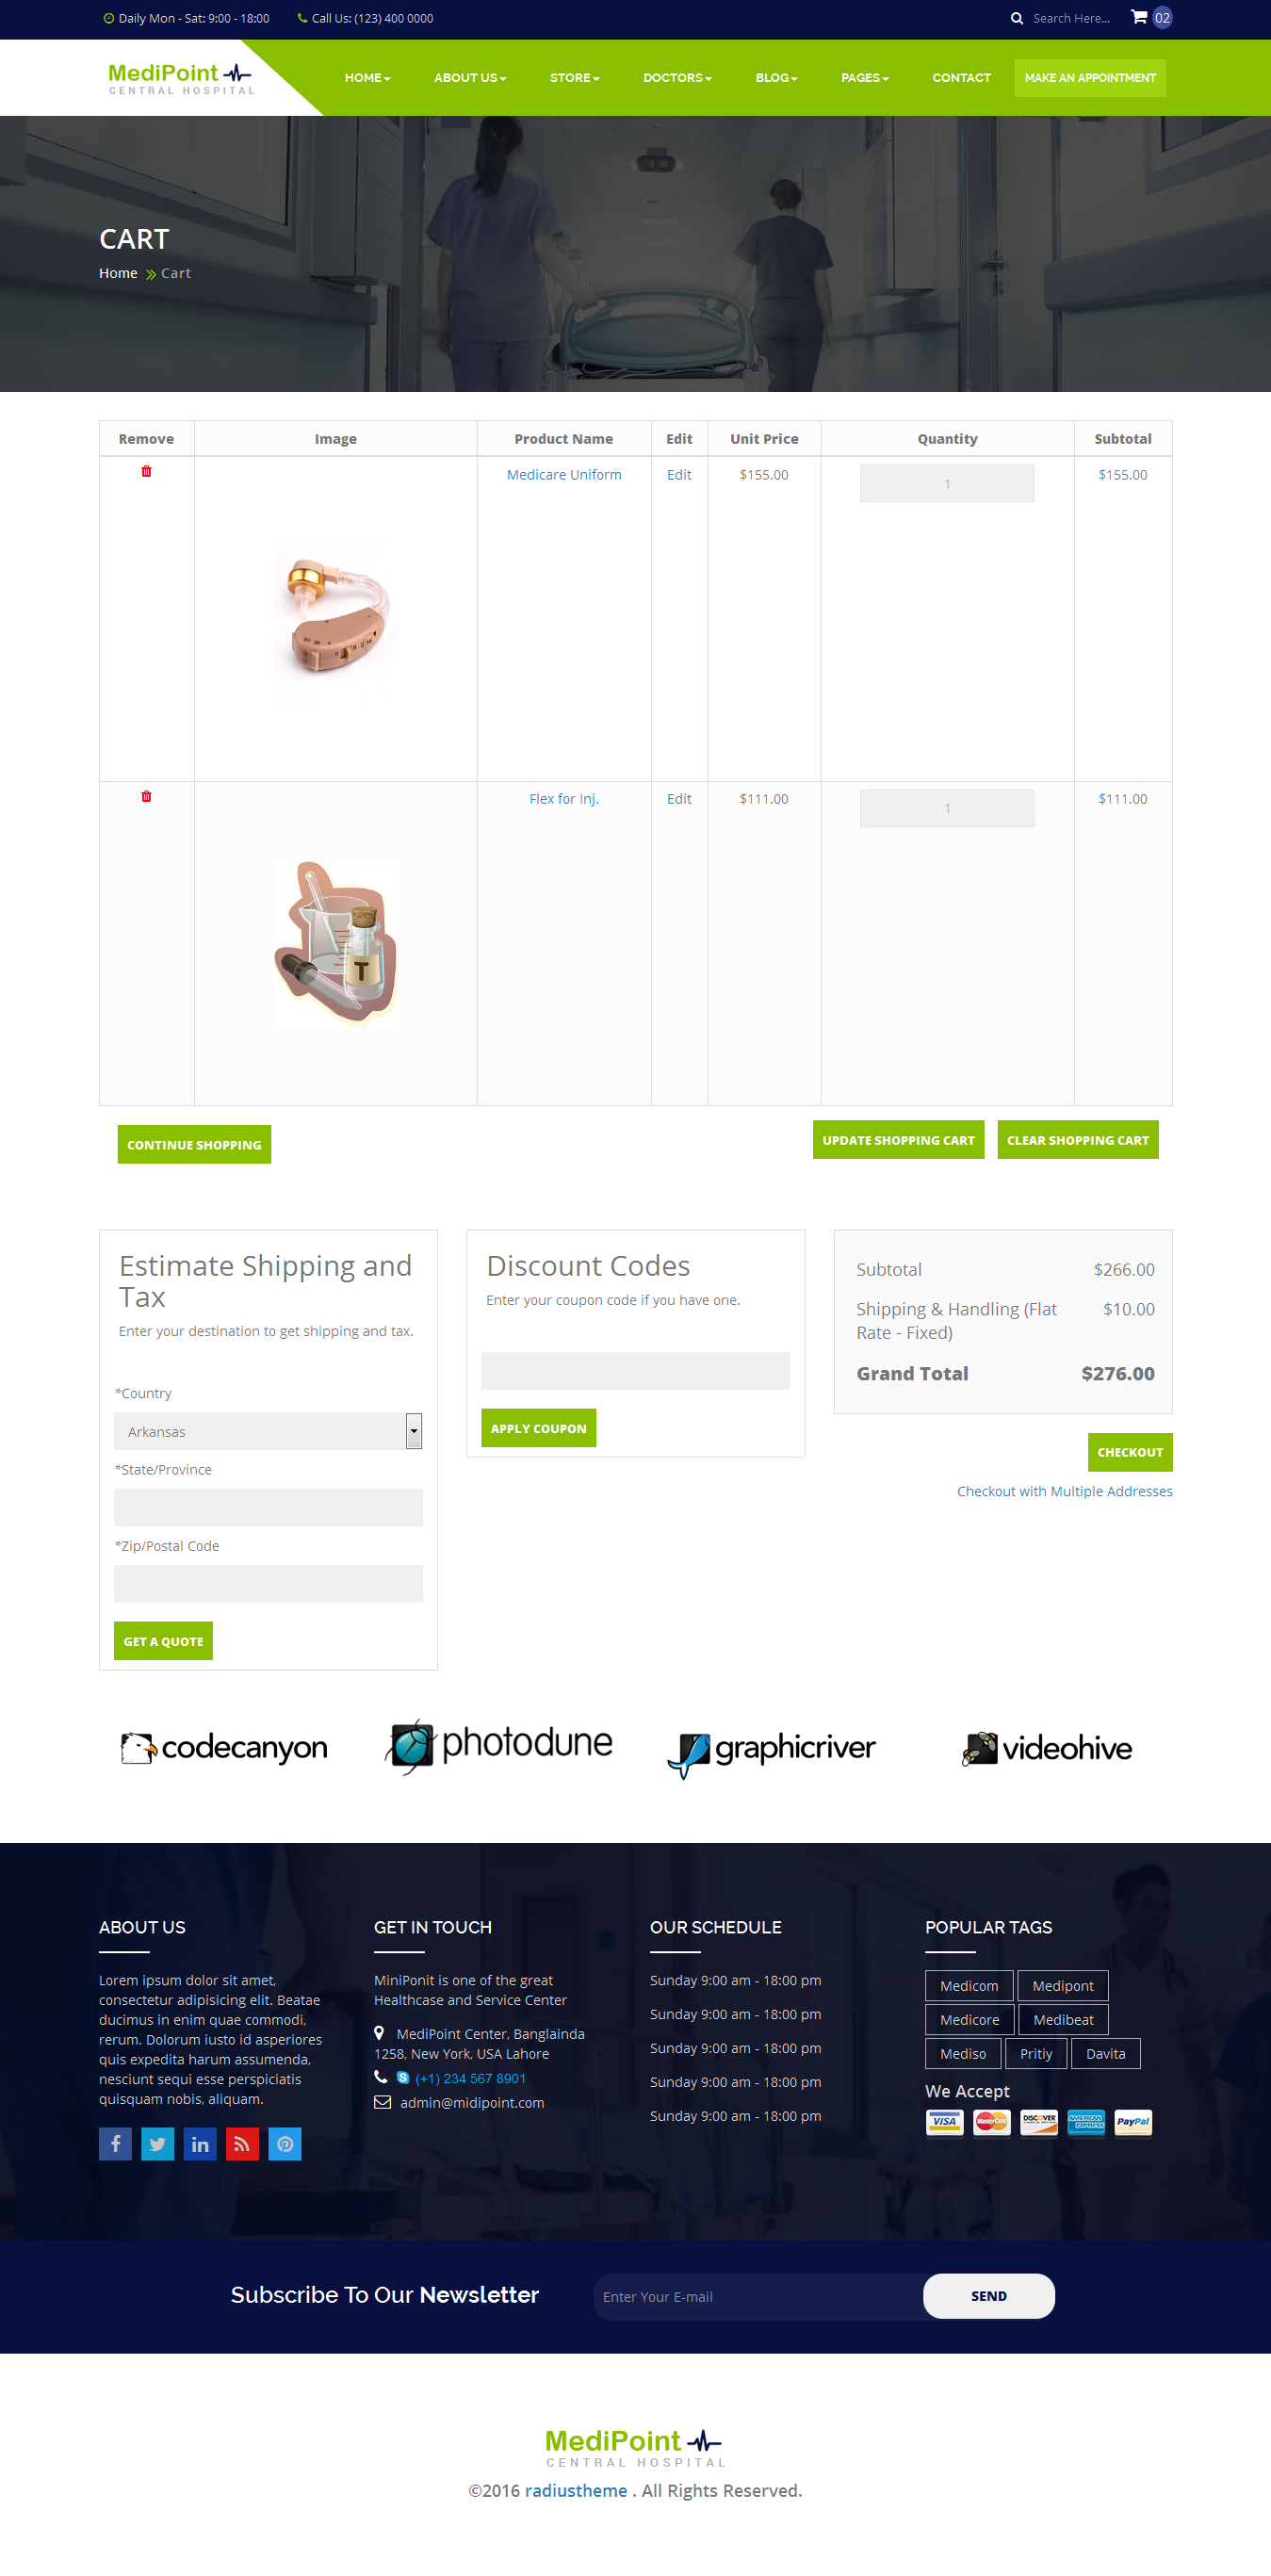 Daily Mon - Sat: 9:00 - 18:00 Call Us: (123) 400 0000 Search Here... 02
MediPoint
CENTRAL HOSPITAL
HOME ABOUT US STORE DOCTORS BLOG PAGES CONTACT MAKE AN APPOINTMENT
CART
Home Cart
Remove Image Product Name Edit Unit Price Quantity Subtotal
Medicare Uniform Edit $155.00 1 $155.00
Flex for Inj. Edit $111.00 1 $111.00
T
CONTINUE SHOPPING UPDATE SHOPPING CART CLEAR SHOPPING CART
Estimate Shipping and
Tax
Enter your destination to get shipping and tax.
*Country
Arkansas
*State/Province
*Zip/Postal Code
GET A QUOTE
Discount Codes
Enter your coupon code if you have one.
APPLY COUPON
Subtotal $266.00
Shipping & Handling (Flat $10.00
Rate - Fixed)
Grand Total $276.00
CHECKOUT
Checkout with Multiple Addresses
codecanyon photodune graphicriver videohive
ABOUT US
Lorem ipsum dolor sit amet,
consectetur adipisicing elit. Beatae
ducimus in enim quae commodi,
rerum. Dolorum iusto id asperiores
quis expedita harum assumenda,
nesciunt sequi esse perspiciatis
quisquam nobis, aliquam.
GET IN TOUCH
MiniPonit is one of the great
Healthcase and Service Center
MediPoint Center, Banglainda
1258, New York, USA Lahore
(+1) 234 567 8901
admin@midipoint.com
OUR SCHEDULE
Sunday 9:00 am - 18:00 pm
Sunday 9:00 am - 18:00 pm
Sunday 9:00 am - 18:00 pm
Sunday 9:00 am - 18:00 pm
Sunday 9:00 am - 18:00 pm
POPULAR TAGS
Medicom Medipont
Medicore Medibeat
Mediso Pritiy Davita
We Accept
VISA MasterCard DISCOVER AMERICAN EXPRESS PayPal
Subscribe To Our Newsletter Enter Your E-mail SEND
MediPoint
CENTRAL HOSPITAL
©2016 radiustheme . All Rights Reserved.